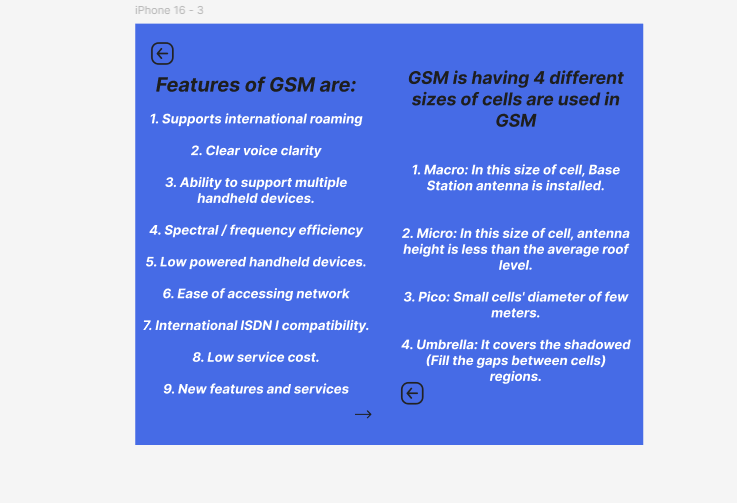 iPhone 16 - 3
Features of GSM are:
1. Supports international roaming
2. Clear voice clarity
3. Ability to support multiple
handheld devices.
4. Spectral / frequency efficiency
5. Low powered handheld devices.
6. Ease of accessing network
7. International ISDN l compatibility.
8. Low service cost.
9. New features and services
GSM is having 4 different
sizes of cells are used in
GSM
1. Macro: In this size of cell, Base
Station antenna is installed.
2. Micro: In this size of cell, antenna
height is less than the average roof
level.
3. Pico: Small cells' diameter of few
meters.
4. Umbrella: It covers the shadowed
(Fill the gaps between cells)
regions.